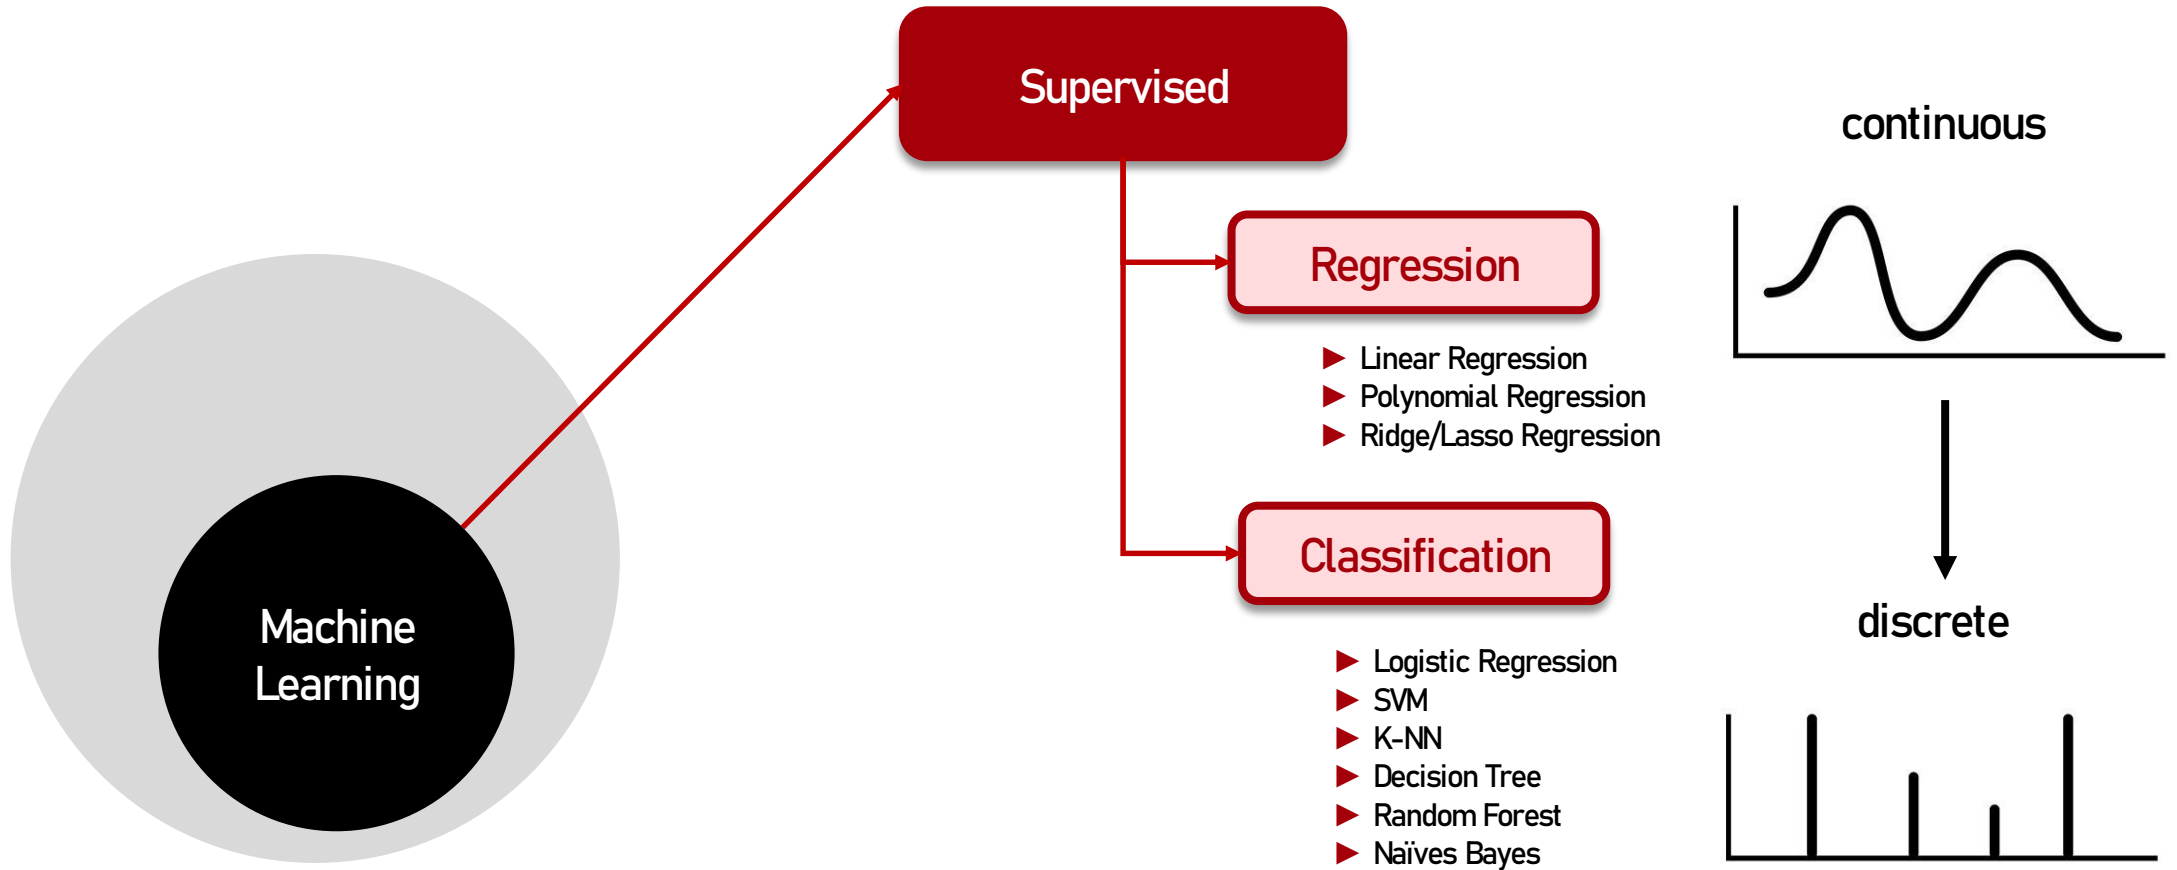 Supervised
continuous
Regression
Linear Regression
Polynomial Regression
Ridge/Lasso Regression
Classification
discrete
Machine
Learning
Logistic Regression
SVM
K-NN
Decision Tree
Random Forest
Naïves Bayes